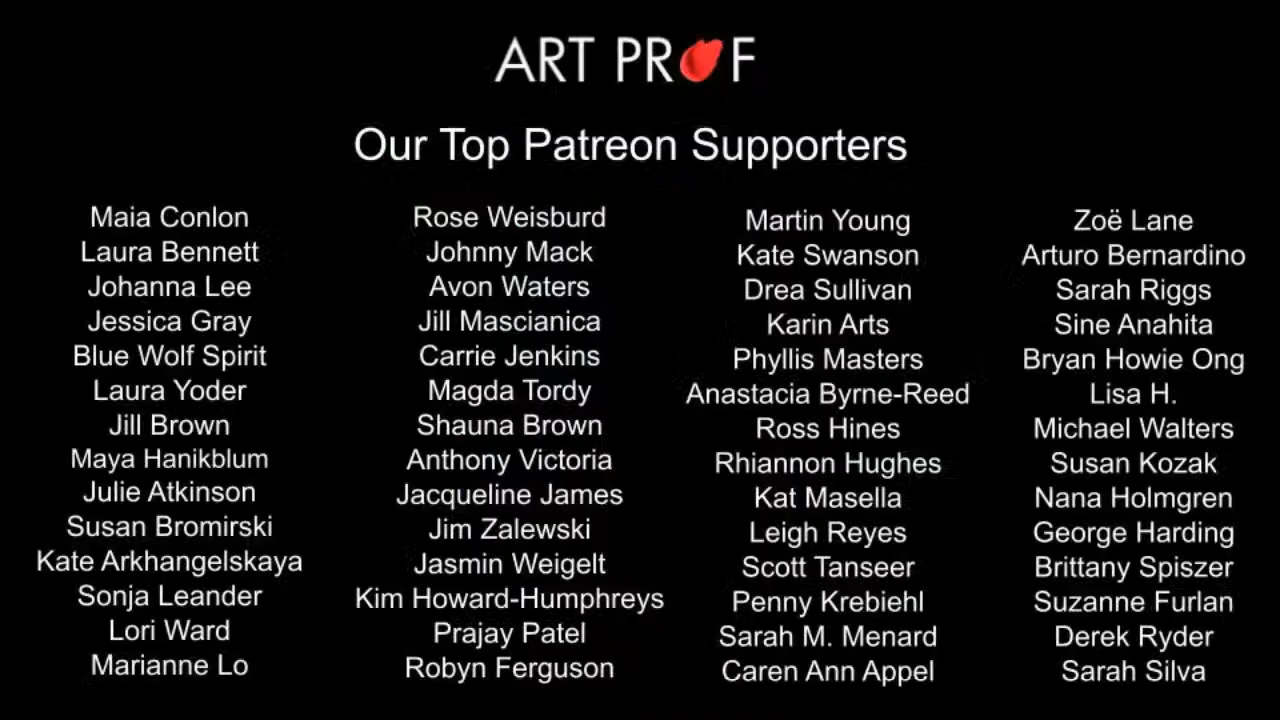 ART PROF
Our Top Patreon Supporters
Maia Conlon
Laura Bennett
Johanna Lee
Jessica Gray
Blue Wolf Spirit
Laura Yoder
Jill Brown
Maya Hanikblum
Julie Atkinson
Susan Bromirski
Kate Arkhangelskaya
Sonja Leander
Lori Ward
Marianne Lo
Rose Weisburd
Johnny Mack
Avon Waters
Jill Mascianica
Carrie Jenkins
Magda Tordy
Shauna Brown
Anthony Victoria
Jacqueline James
Jim Zalewski
Jasmin Weigelt
Kim Howard-Humphreys
Prajay Patel
Robyn Ferguson
Martin Young
Kate Swanson
Drea Sullivan
Karin Arts
Phyllis Masters
Anastacia Byrne-Reed
Ross Hines
Rhiannon Hughes
Kat Masella
Leigh Reyes
Scott Tanseer
Penny Krebiehl
Sarah M. Menard
Caren Ann Appel
Zoë Lane
Arturo Bernardino
Sarah Riggs
Sine Anahita
Bryan Howie Ong
Lisa H.
Michael Walters
Susan Kozak
Nana Holmgren
George Harding
Brittany Spiszer
Suzanne Furlan
Derek Ryder
Sarah Silva